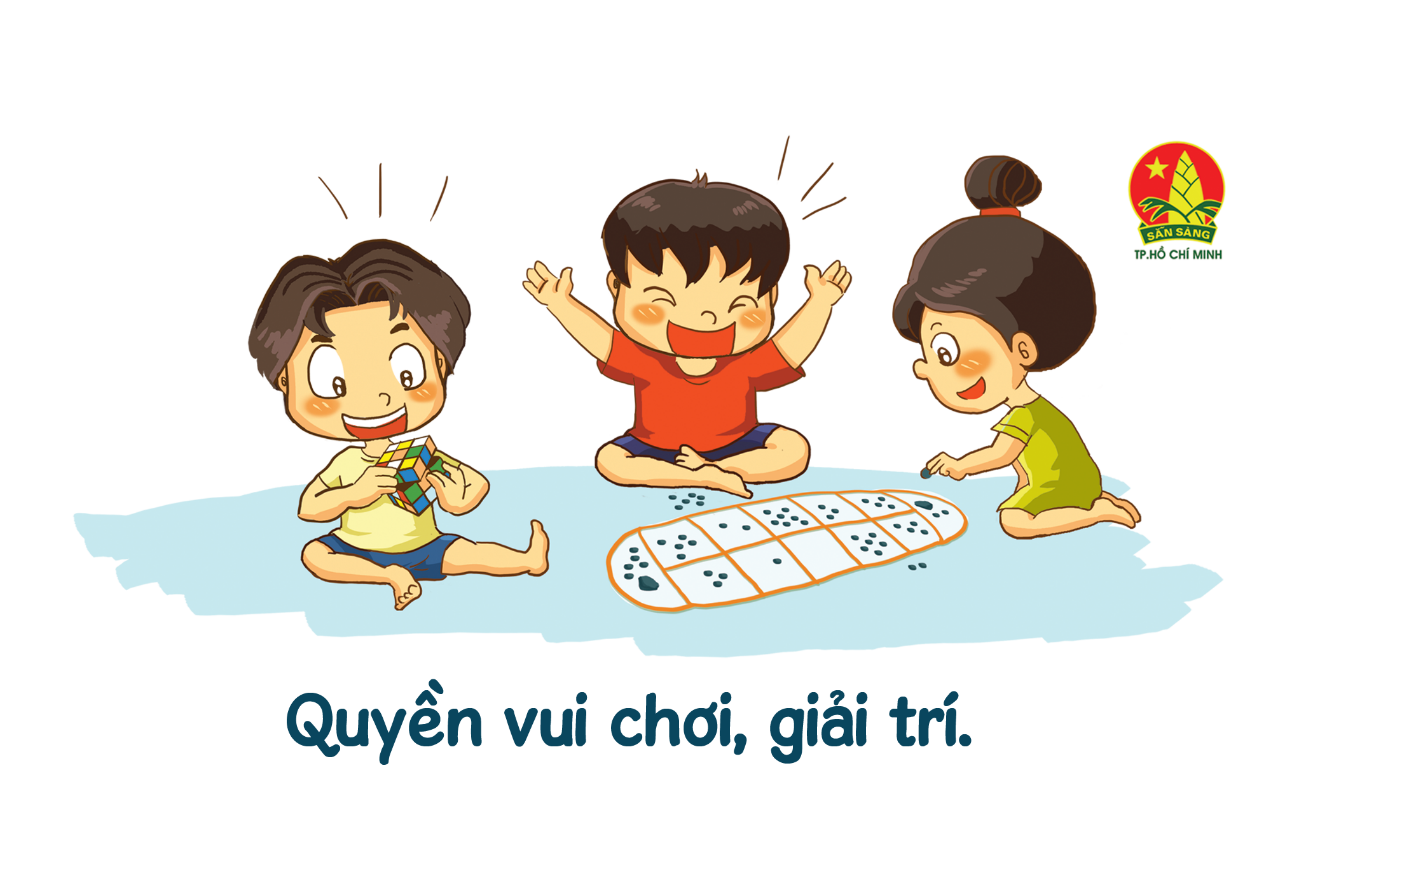 SẴN SÀNG
TP.HỒ CHÍ MINH
Quyền vui chơi, giải trí.